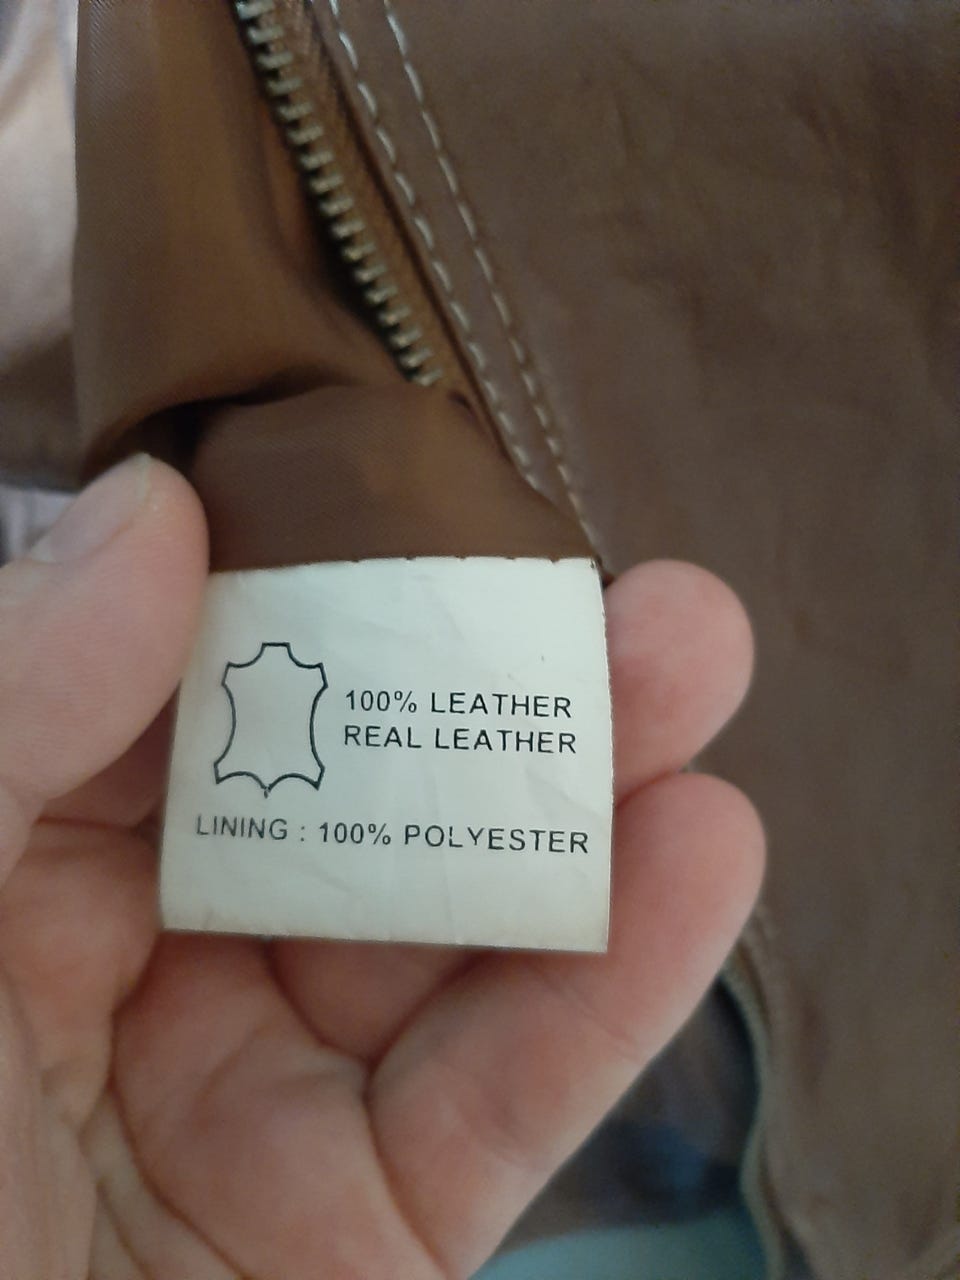 100% LEATHER
REAL LEATHER
LINING : 100% POLYESTER